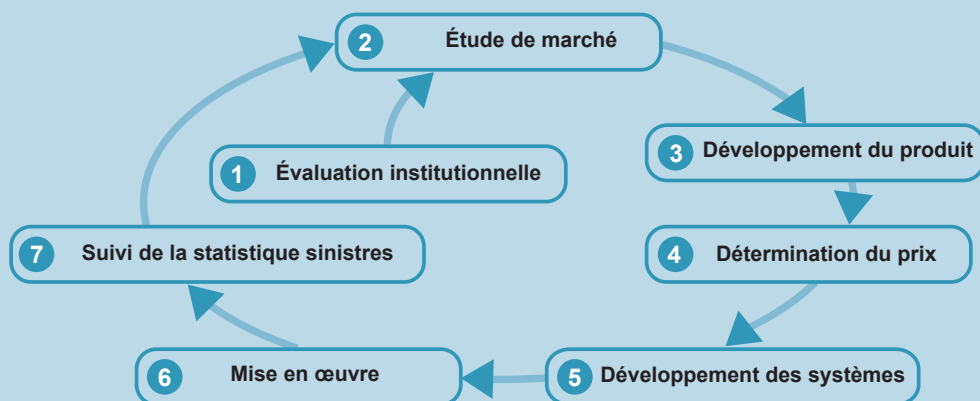 2 Étude de marché
1 Évaluation institutionnelle
3 Développement du produit
7 Suivi de la statistique sinistres
4 Détermination du prix
6 Mise en œuvre
5 Développement des systèmes